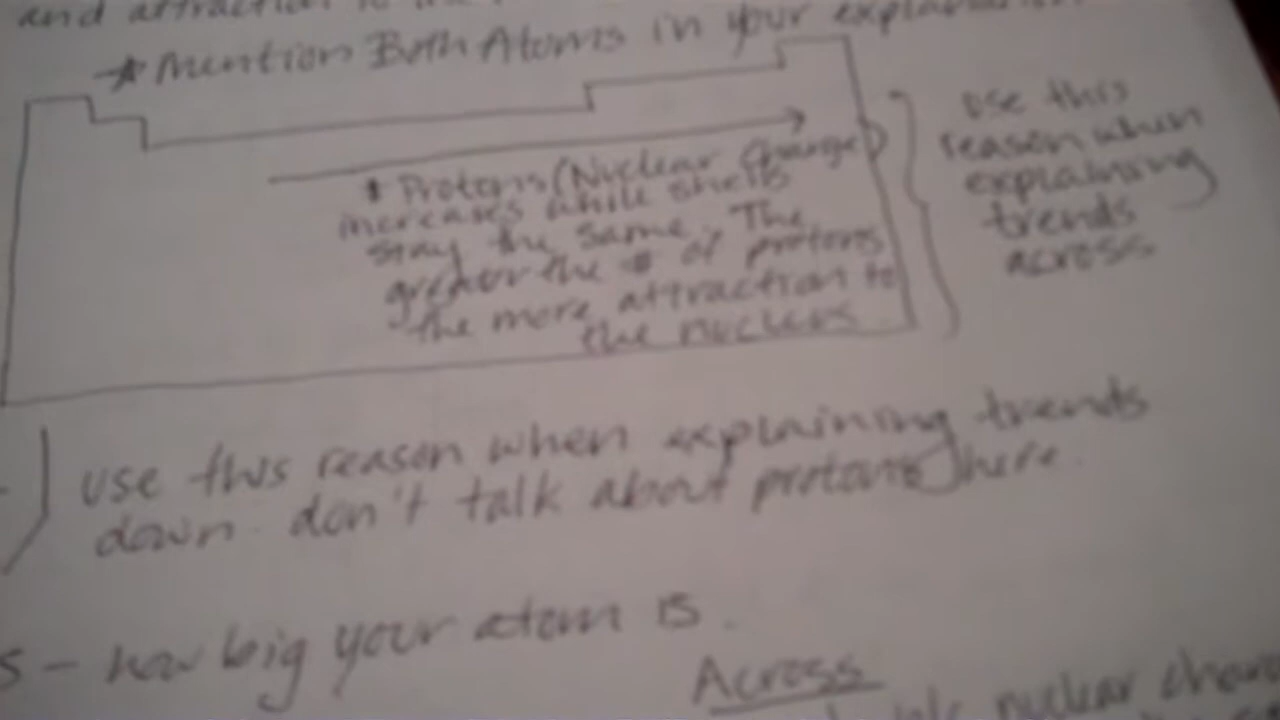 and attraction to
* Mention Both Atoms in your explanation.
* Protons (Nuclear Charge)
increases while shells
stay the same. The
greater the # of protons
the more attraction to
the nucleus
use this
reason when
explaining
trends
across
use this reason when explaining trends
down. don't talk about protons here.
s - how big your atom is.
Across
nuclear charge